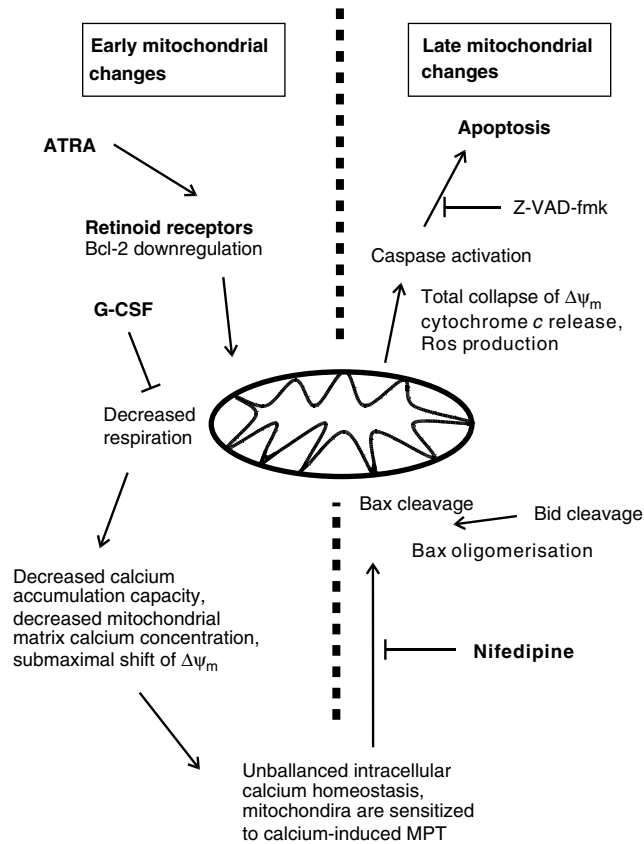 Early mitochondrial
changes
Late mitochondrial
changes
ATRA
Retinoid receptors
Bcl-2 downregulation
G-CSF
Decreased
respiration
Decreased calcium
accumulation capacity,
decreased mitochondrial
matrix calcium concentration,
submaximal shift of Δψm
Unballanced intracellular
calcium homeostasis,
mitochondira are sensitized
to calcium-induced MPT
Nifedipine
Bax cleavage
Bid cleavage
Bax oligomerisation
Total collapse of Δψm
cytochrome c release,
Ros production
Caspase activation
Z-VAD-fmk
Apoptosis